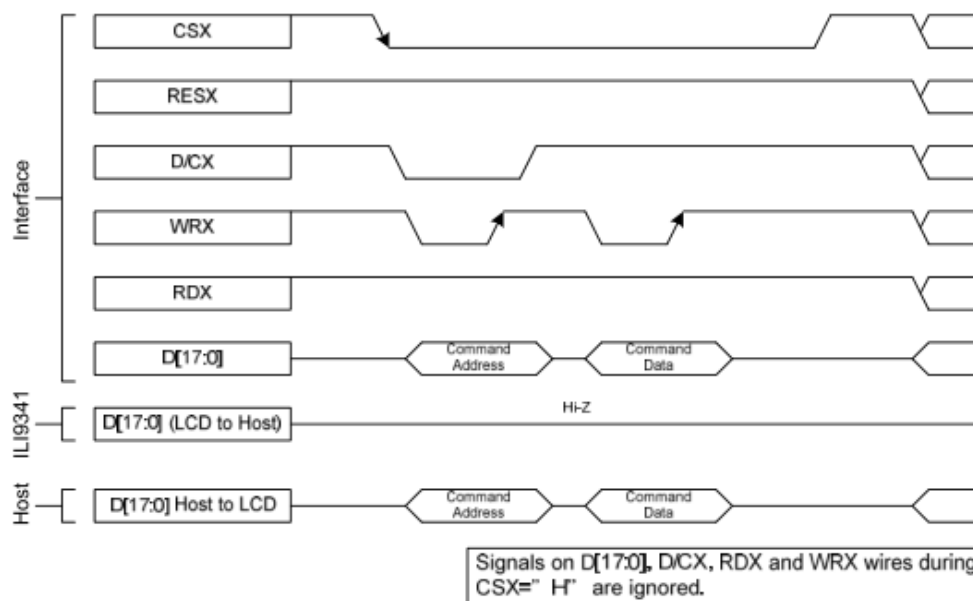 Interface
CSX
RESX
D/CX
WRX
RDX
D[17:0]
Command
Address
Command
Data
ILI9341
D[17:0] (LCD to Host)
Hi-Z
Host
D[17:0] Host to LCD
Command
Address
Command
Data
Signals on D[17:0], D/CX, RDX and WRX wires during
CSX=" H" are ignored.